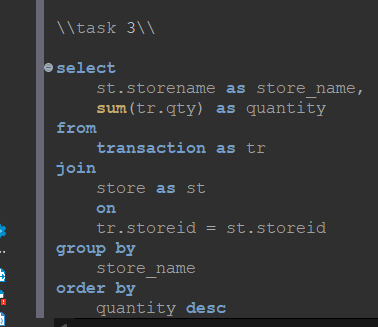 \\task 3\\
select
st.storename as store_name,
sum(tr.qty) as quantity
from
transaction as tr
join
store as st
on
tr.storeid = st.storeid
group by
store_name
order by
quantity desc